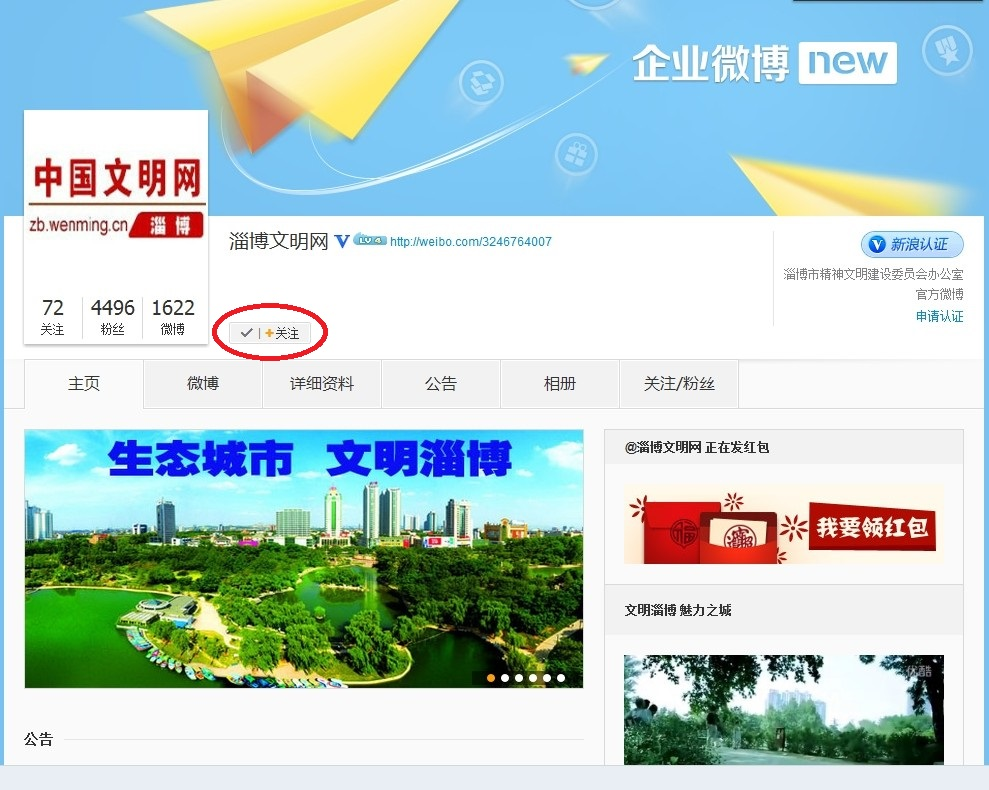 企业微博 new
中国文明网
zb.wenming.cn 淄博
淄博文明网 V LV 4 http://weibo.com/3246764007
V 新浪认证
淄博市精神文明建设委员会办公室
官方微博
申请认证
72 4496 1622
关注 粉丝 微博
|+关注
主页 微博 详细资料 公告 相册 关注/粉丝
生态城市 文明淄博
@淄博文明网 正在发红包
福
我要领红包
文明淄博 魅力之城
优酷
公告